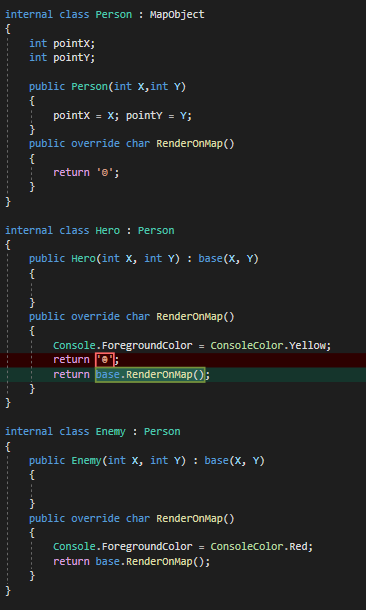 internal class Person : MapObject
{
int pointX;
int pointY;
public Person(int X,int Y)
{
pointX = X; pointY = Y;
}
public override char RenderOnMap()
{
return '☺';
}
}
internal class Hero : Person
{
public Hero(int X, int Y) : base(X, Y)
{
}
public override char RenderOnMap()
{
Console.ForegroundColor = ConsoleColor.Yellow;
return '☻';
return base.RenderOnMap();
}
}
internal class Enemy : Person
{
public Enemy(int X, int Y) : base(X, Y)
{
}
public override char RenderOnMap()
{
Console.ForegroundColor = ConsoleColor.Red;
return base.RenderOnMap();
}
}